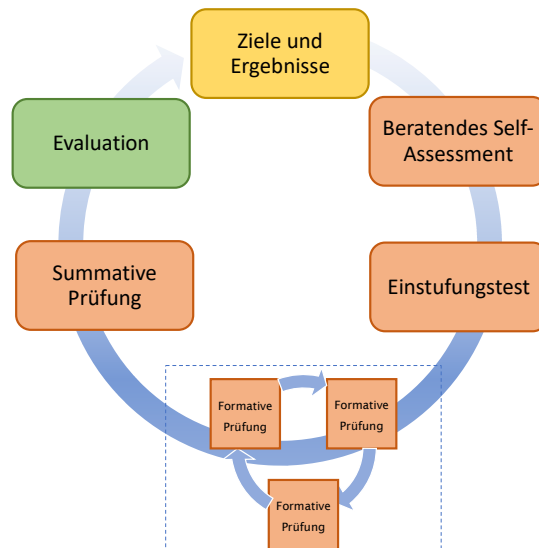 Ziele und
Ergebnisse
Beratendes Self-
Assessment
Einstufungstest
Formative
Prüfung
Formative
Prüfung
Formative
Prüfung
Summative
Prüfung
Evaluation